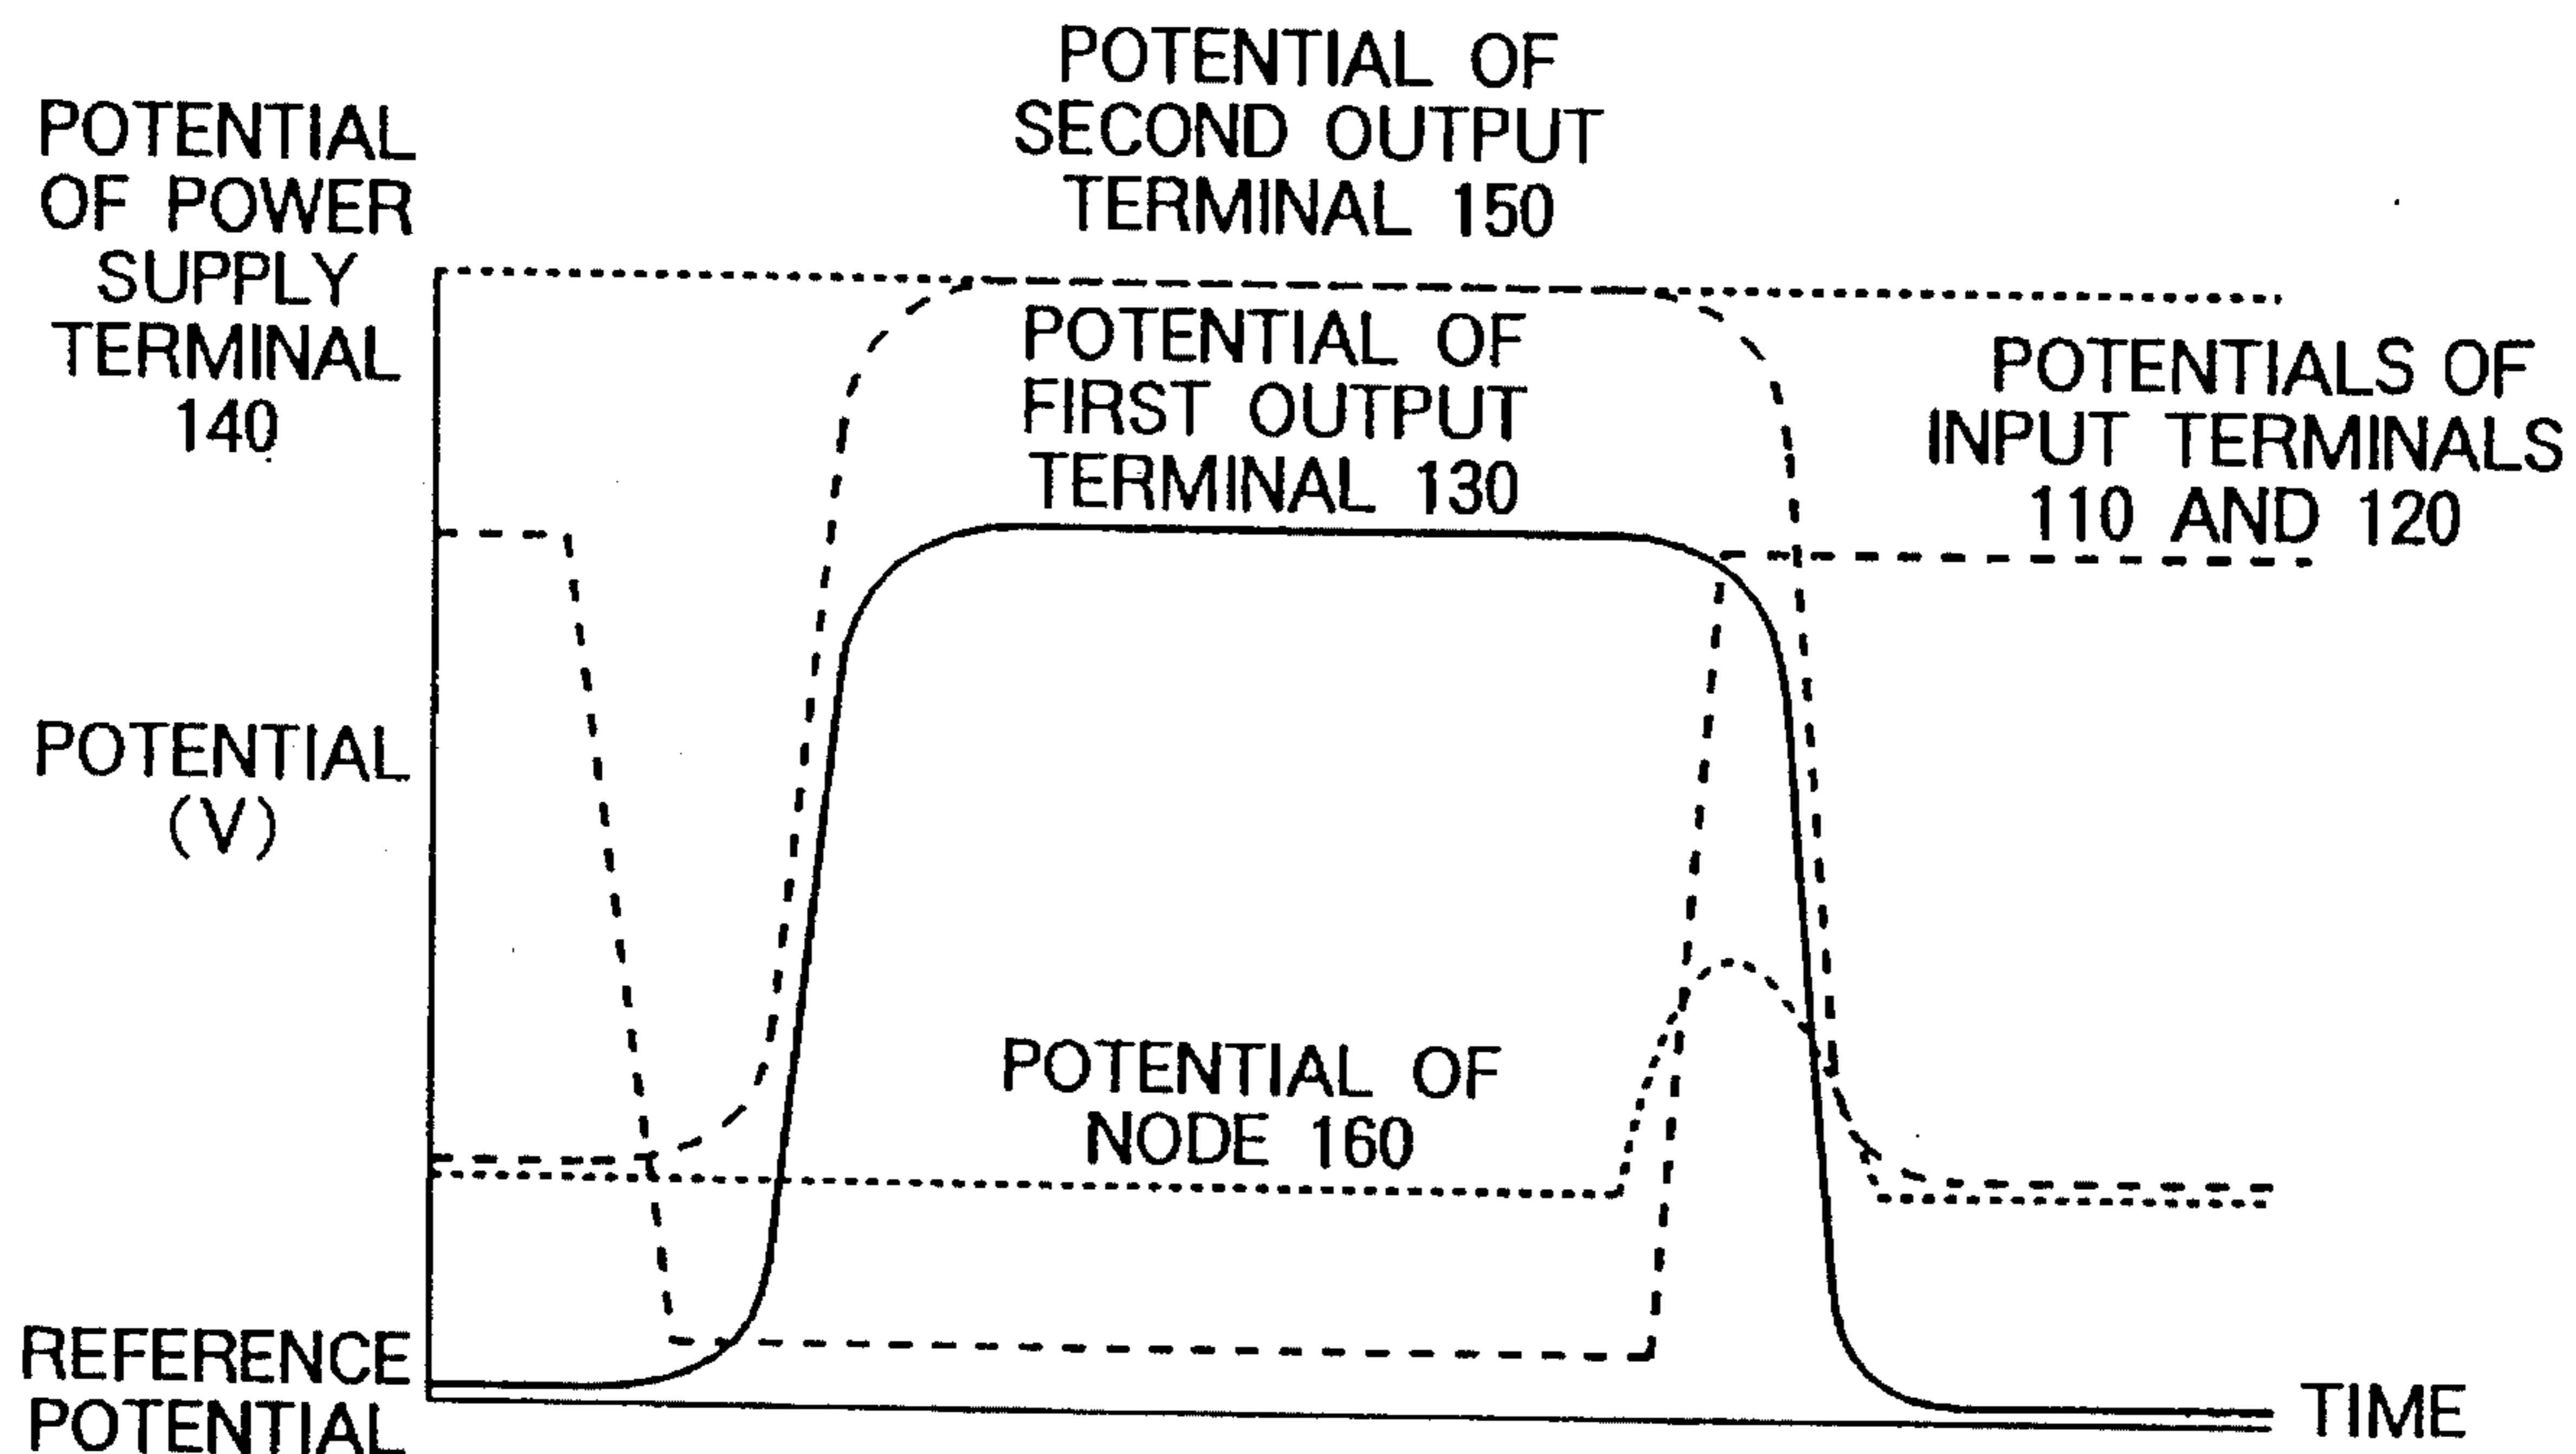 POTENTIAL OF
SECOND OUTPUT
TERMINAL 150
POTENTIAL
OF POWER
SUPPLY
TERMINAL
140
POTENTIAL OF
FIRST OUTPUT
TERMINAL 130
POTENTIALS OF
INPUT TERMINALS
110 AND 120
POTENTIAL
(V)
POTENTIAL OF
NODE 160
REFERENCE
POTENTIAL
TIME